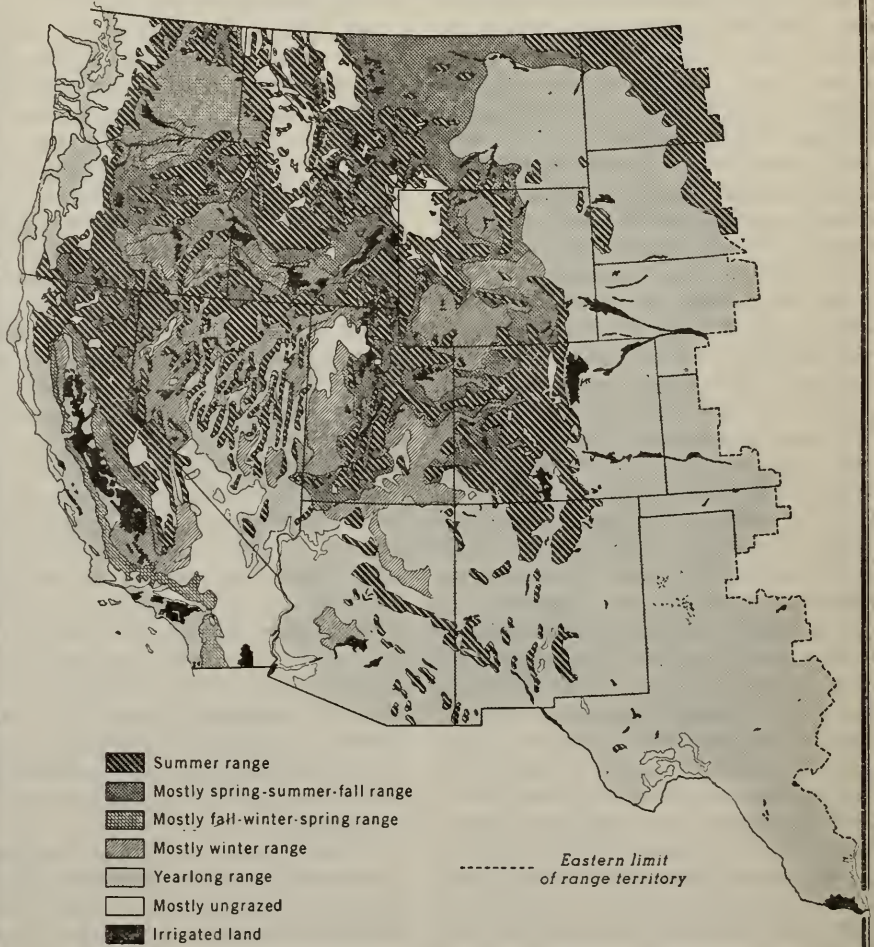 Summer range
Mostly spring-summer-fall range
Mostly fall-winter-spring range
Mostly winter range
Yearlong range
Mostly ungrazed
Irrigated land
Eastern limit
of range territory